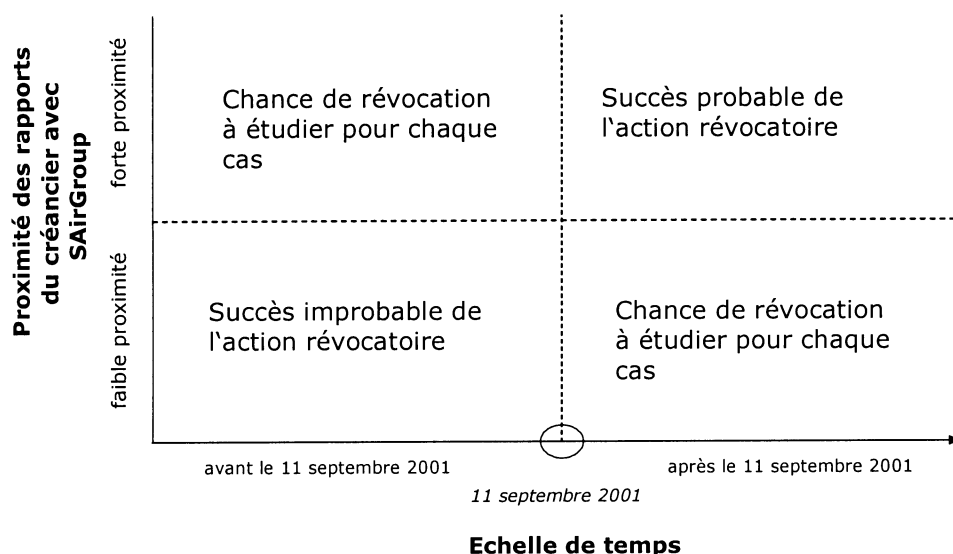 Proximité des rapports
du créancier avec
SAirGroup
forte proximité
faible proximité
Chance de révocation
à étudier pour chaque
cas
Succès probable de
l‘action révocatoire
Succès improbable de
l‘action révocatoire
Chance de révocation
à étudier pour chaque
cas
avant le 11 septembre 2001
après le 11 septembre 2001
11 septembre 2001
Echelle de temps